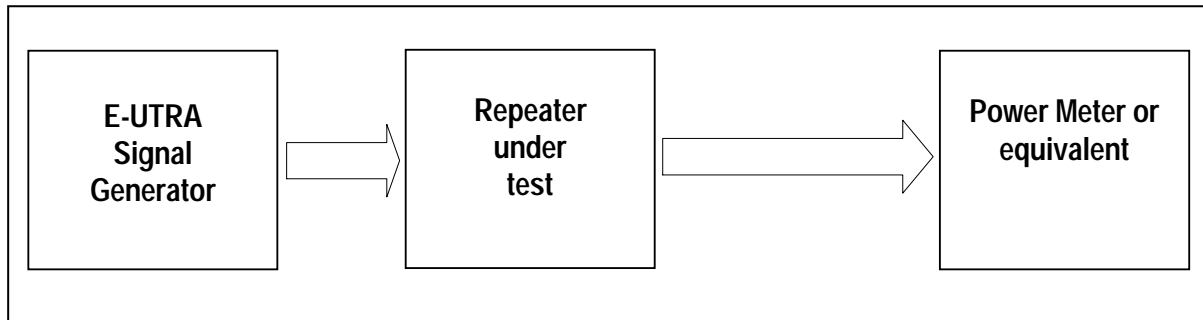 E-UTRA
Signal
Generator
Repeater
under
test
Power Meter or
equivalent